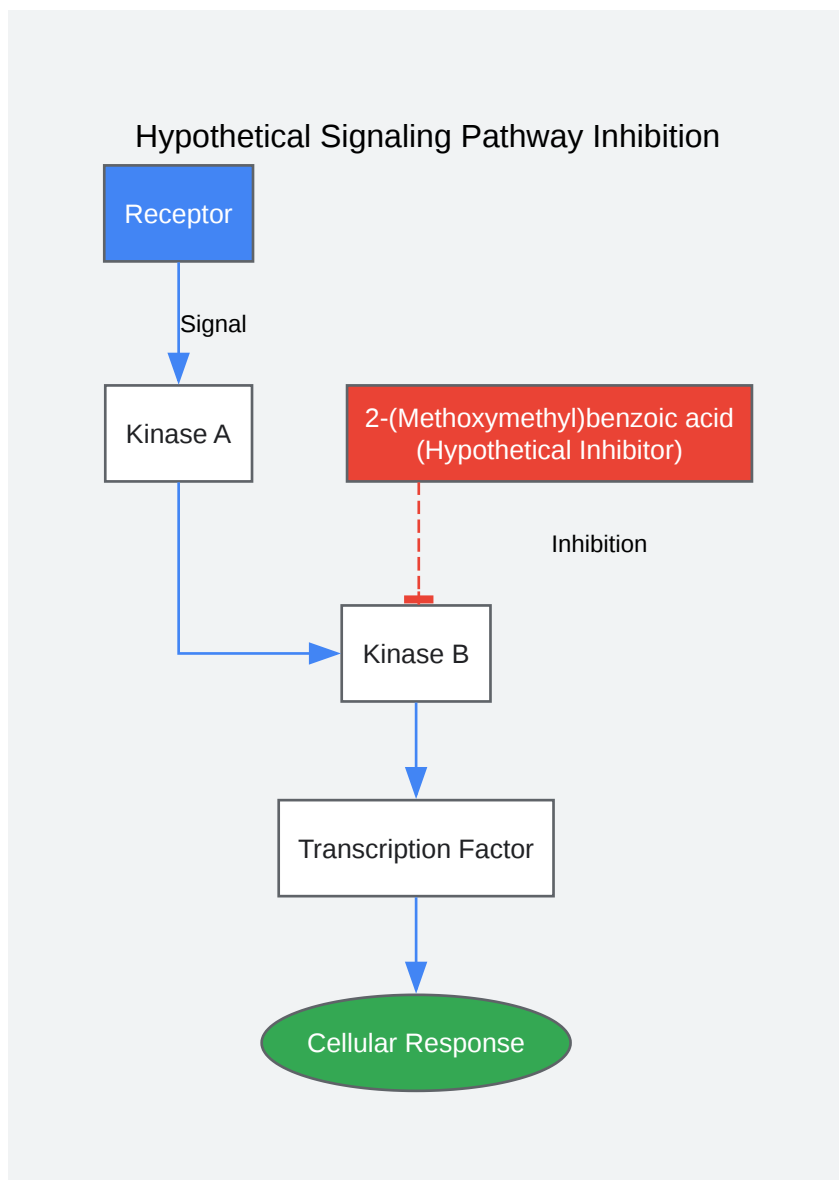 Hypothetical Signaling Pathway Inhibition
Receptor
Signal
Kinase A
2-(Methoxymethyl)benzoic acid
(Hypothetical Inhibitor)
Inhibition
Kinase B
Transcription Factor
Cellular Response